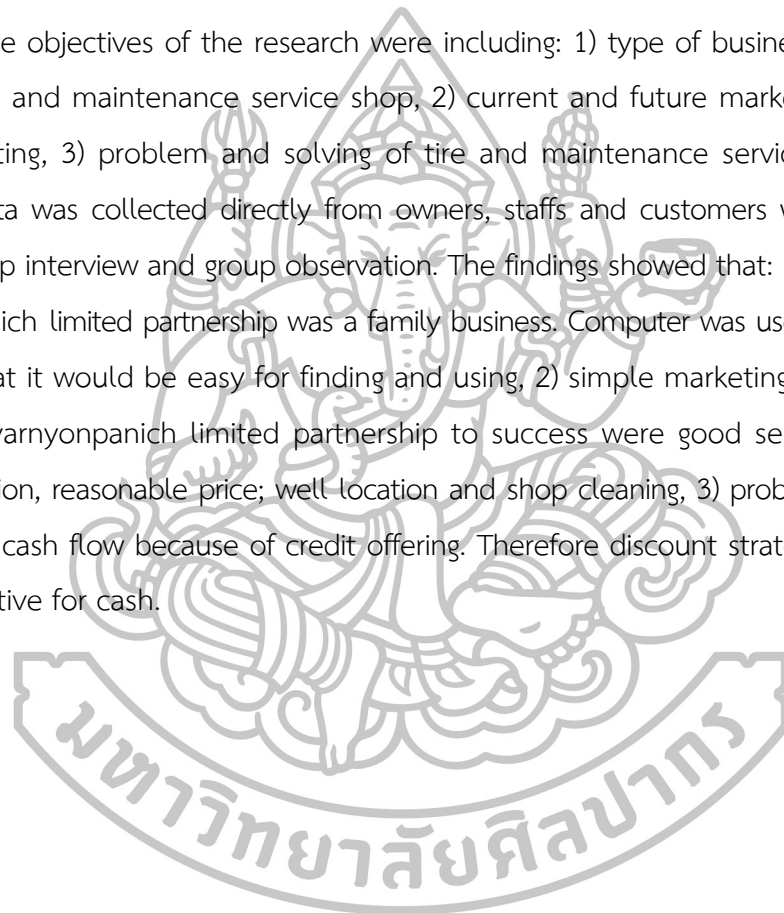 e objectives of the research were including: 1) type of busine
and maintenance service shop, 2) current and future mark
ting, 3) problem and solving of tire and maintenance servic
ta was collected directly from owners, staffs and customers
p interview and group observation. The findings showed that:
ich limited partnership was a family business. Computer was us
at it would be easy for finding and using, 2) simple marketing
varnyonpanich limited partnership to success were good se
ion, reasonable price; well location and shop cleaning, 3) prob
cash flow because of credit offering. Therefore discount strat
tive for cash.
มหาวิทยาลัยศิลปากร